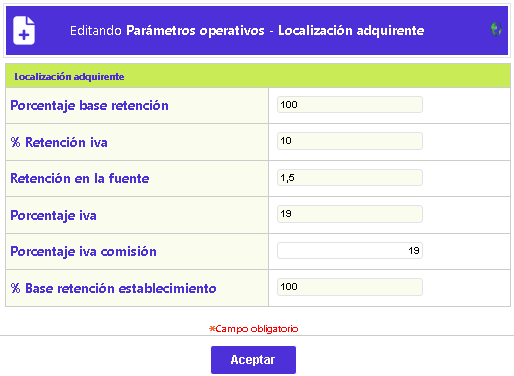 Editando Parámetros operativos - Localización adquirente
Localización adquirente
Porcentaje base retención 100
% Retención iva 10
Retención en la fuente 1,5
Porcentaje iva 19
Porcentaje iva comisión 19
% Base retención establecimiento 100
*Campo obligatorio
Aceptar